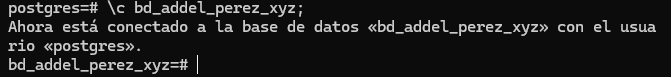 postgres=# \c bd_addel_perez_xyz;
Ahora está conectado a la base de datos «bd_addel_perez_xyz» con el usua
rio «postgres».
bd_addel_perez_xyz=#